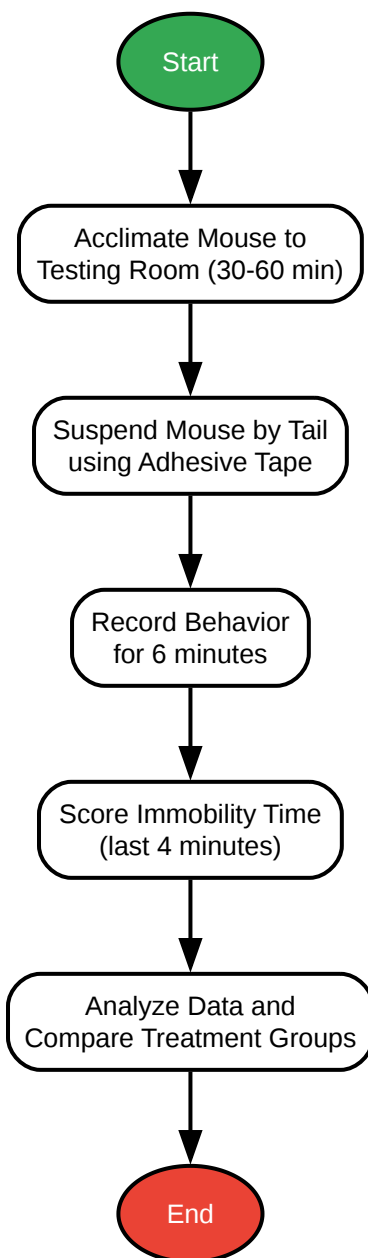 Start
Acclimate Mouse to
Testing Room (30-60 min)
Suspend Mouse by Tail
using Adhesive Tape
Record Behavior
for 6 minutes
Score Immobility Time
(last 4 minutes)
Analyze Data and
Compare Treatment Groups
End